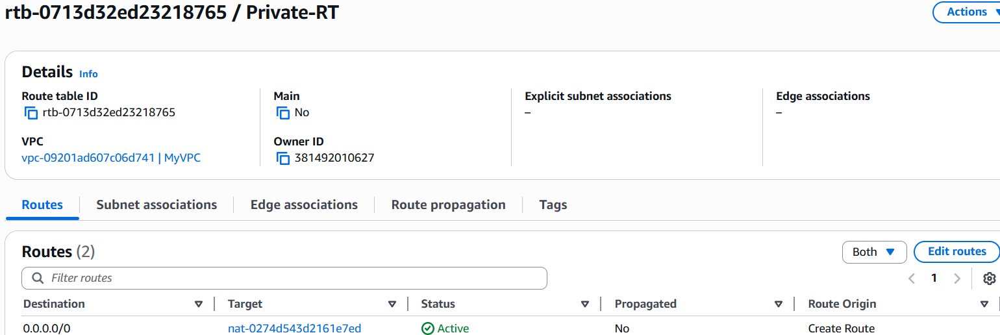 rtb-0713d32ed23218765 / Private-RT
Actions
Details Info
Route table ID
rtb-0713d32ed23218765
Main
No
Explicit subnet associations
–
Edge associations
–
VPC
vpc-09201ad607c06d741 | MyVPC
Owner ID
381492010627
Routes Subnet associations Edge associations Route propagation Tags
Routes (2)
Both Edit routes
Filter routes
1
Destination Target Status Propagated Route Origin
0.0.0.0/0 nat-0274d543d2161e7ed Active No Create Route